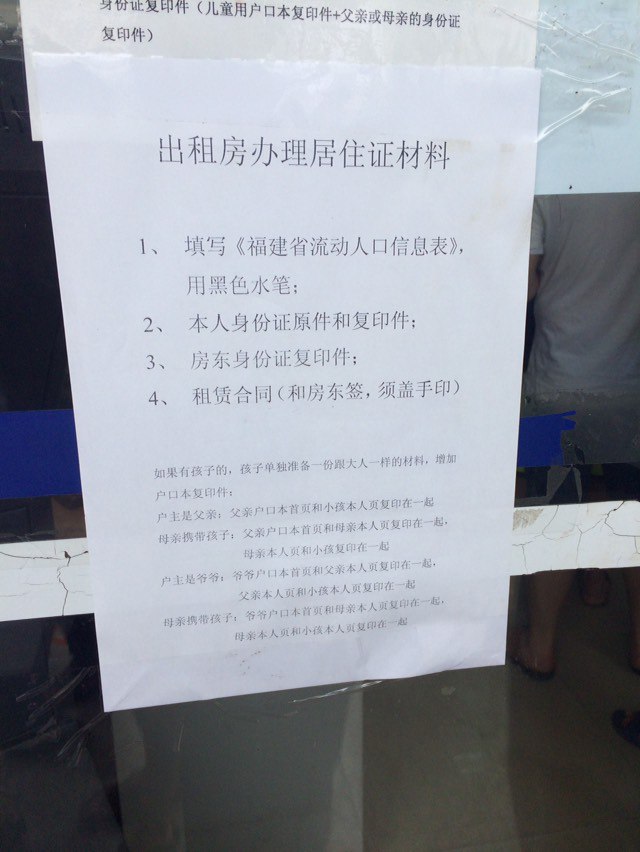 身份证复印件（儿童用户口本复印件+父亲或母亲的身份证
复印件）
出租房办理居住证材料
1、 填写《福建省流动人口信息表》，
用黑色水笔；
2、 本人身份证原件和复印件；
3、 房东身份证复印件；
4、 租赁合同（和房东签，须盖手印）
如果有孩子的，孩子单独准备一份跟大人一样的材料，增加
户口本复印件；
户主是父亲：父亲户口本首页和小孩本人页复印在一起
母亲携带孩子：父亲户口本首页和母亲本人页复印在一起，
母亲本人页和小孩复印在一起
户主是爷爷：爷爷户口本首页和父亲本人页复印在一起，
父亲本人页和小孩本人页复印在一起
母亲携带孩子：爷爷户口本首页和母亲本人页复印在一起，
母亲本人页和小孩本人页复印在一起